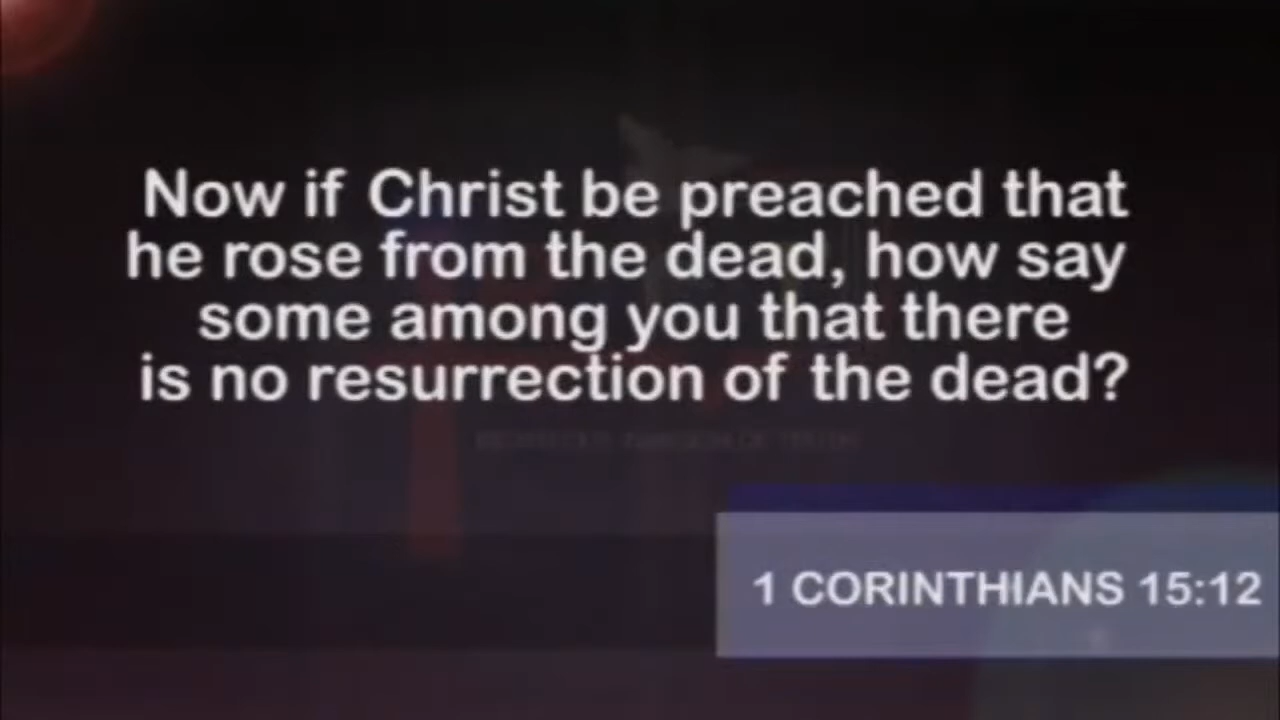 Now if Christ be preached that
he rose from the dead, how say
some among you that there
is no resurrection of the dead?
1 CORINTHIANS 15:12